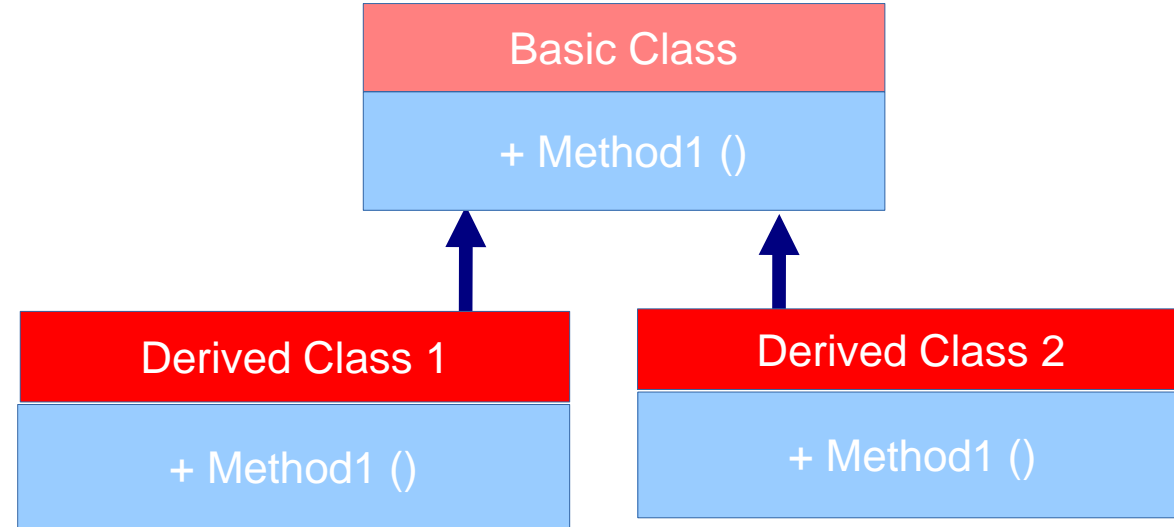 Basic Class
+ Method1 ()
Derived Class 1
Derived Class 2
+ Method1 ()
+ Method1 ()